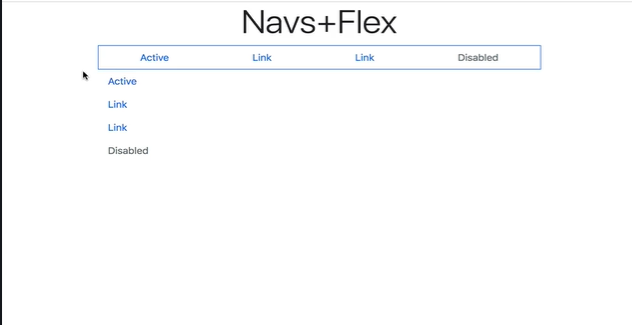 Navs+Flex
Active Link Link Disabled
Active
Link
Link
Disabled